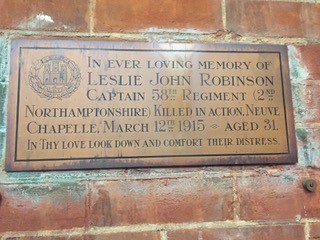 IN EVER LOVING MEMORY OF
LESLIE JOHN ROBINSON
CAPTAIN 58TH REGIMENT (2ND
NORTHAMPTONSHIRE) KILLED IN ACTION, NEUVE
CHAPELLE, MARCH 12TH 1915 – AGED 31.
IN THY LOVE LOOK DOWN AND COMFORT THEIR DISTRESS.